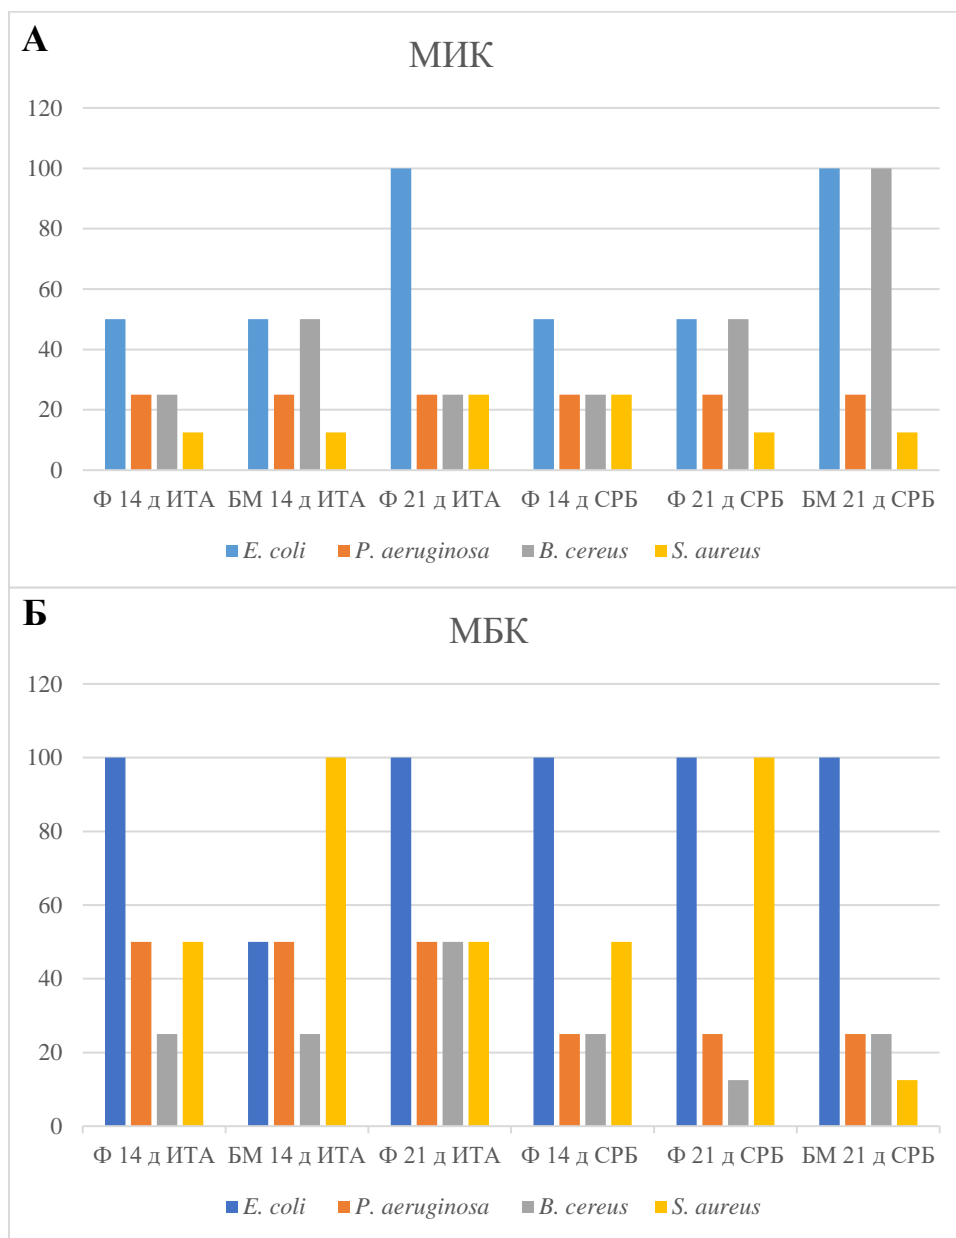 А
МИК
120
100
80
60
40
20
0
Ф 14 д ИТА БМ 14 д ИТА Ф 21 д ИТА Ф 14 д СРБ Ф 21 д СРБ БМ 21 д СРБ
E. coli P. aeruginosa B. cereus S. aureus
Б
МБК
120
100
80
60
40
20
0
Ф 14 д ИТА БМ 14 д ИТА Ф 21 д ИТА Ф 14 д СРБ Ф 21 д СРБ БМ 21 д СРБ
E. coli P. aeruginosa B. cereus S. aureus